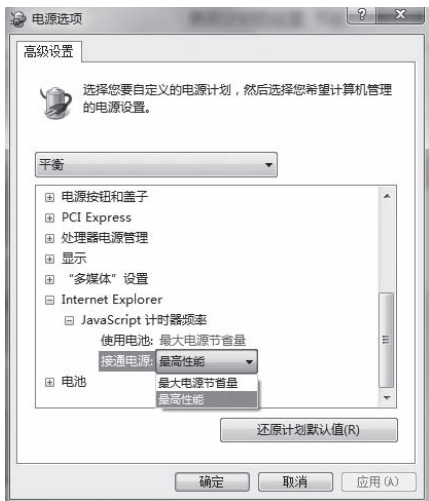 电源选项
高级设置
选择您要自定义的电源计划，然后选择您希望计算机管理
的电源设置。
平衡
电源按钮和盖子
PCI Express
处理器电源管理
显示
“多媒体”设置
Internet Explorer
JavaScript 计时器频率
使用电池: 最大电源节省量
接通电源: 最高性能
电池
最大电源节省量
最高性能
还原计划默认值(R)
确定
取消
应用(A)